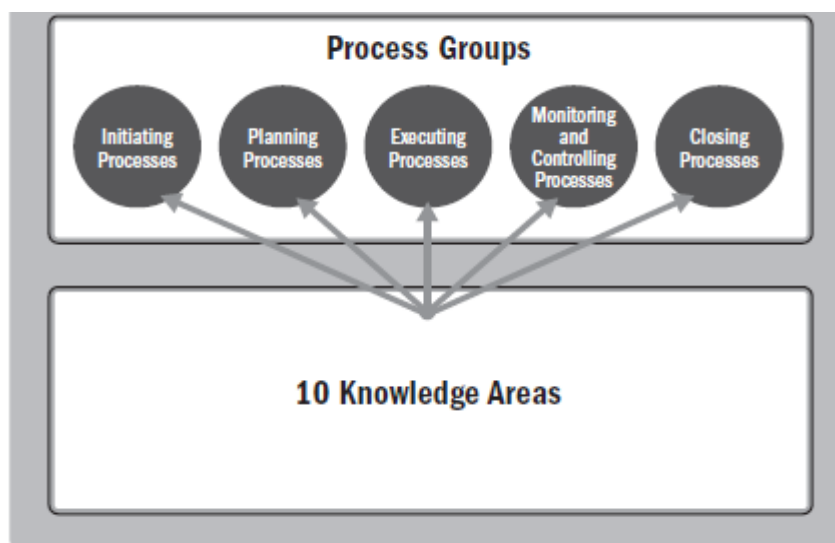 Process Groups
Initiating
Processes
Planning
Processes
Executing
Processes
Monitoring
and
Controlling
Processes
Closing
Processes
10 Knowledge Areas